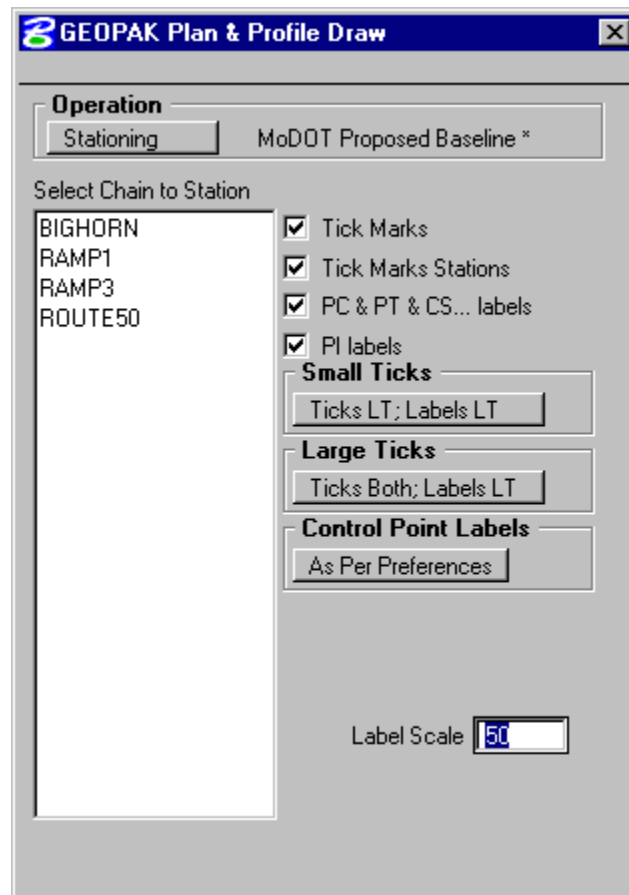 GEOPAK Plan & Profile Draw
Operation
Stationing MoDOT Proposed Baseline *
Select Chain to Station
BIGHORN
RAMP1
RAMP3
ROUTE50
Tick Marks
Tick Marks Stations
PC & PT & CS... labels
PI labels
Small Ticks
Ticks LT; Labels LT
Large Ticks
Ticks Both; Labels LT
Control Point Labels
As Per Preferences
Label Scale 50